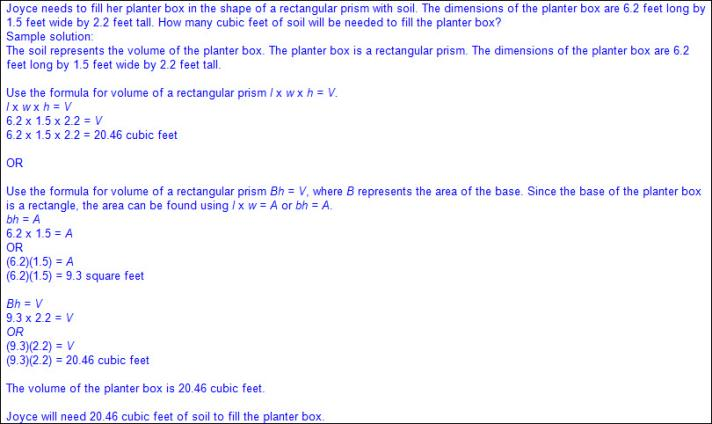 Joyce needs to fill her planter box in the shape of a rectangular prism with soil. The dimensions of the planter box are 6.2 feet long by
1.5 feet wide by 2.2 feet tall. How many cubic feet of soil will be needed to fill the planter box?
Sample solution:
The soil represents the volume of the planter box. The planter box is a rectangular prism. The dimensions of the planter box are 6.2
feet long by 1.5 feet wide by 2.2 feet tall.
Use the formula for volume of a rectangular prism l x w x h = V.
l x w x h = V
6.2 x 1.5 x 2.2 = V
6.2 x 1.5 x 2.2 = 20.46 cubic feet
OR
Use the formula for volume of a rectangular prism Bh = V, where B represents the area of the base. Since the base of the planter box
is a rectangle, the area can be found using l x w = A or bh = A.
bh = A
6.2 x 1.5 = A
OR
(6.2)(1.5) = A
(6.2)(1.5) = 9.3 square feet
Bh = V
9.3 x 2.2 = V
OR
(9.3)(2.2) = V
(9.3)(2.2) = 20.46 cubic feet
The volume of the planter box is 20.46 cubic feet.
Joyce will need 20.46 cubic feet of soil to fill the planter box.